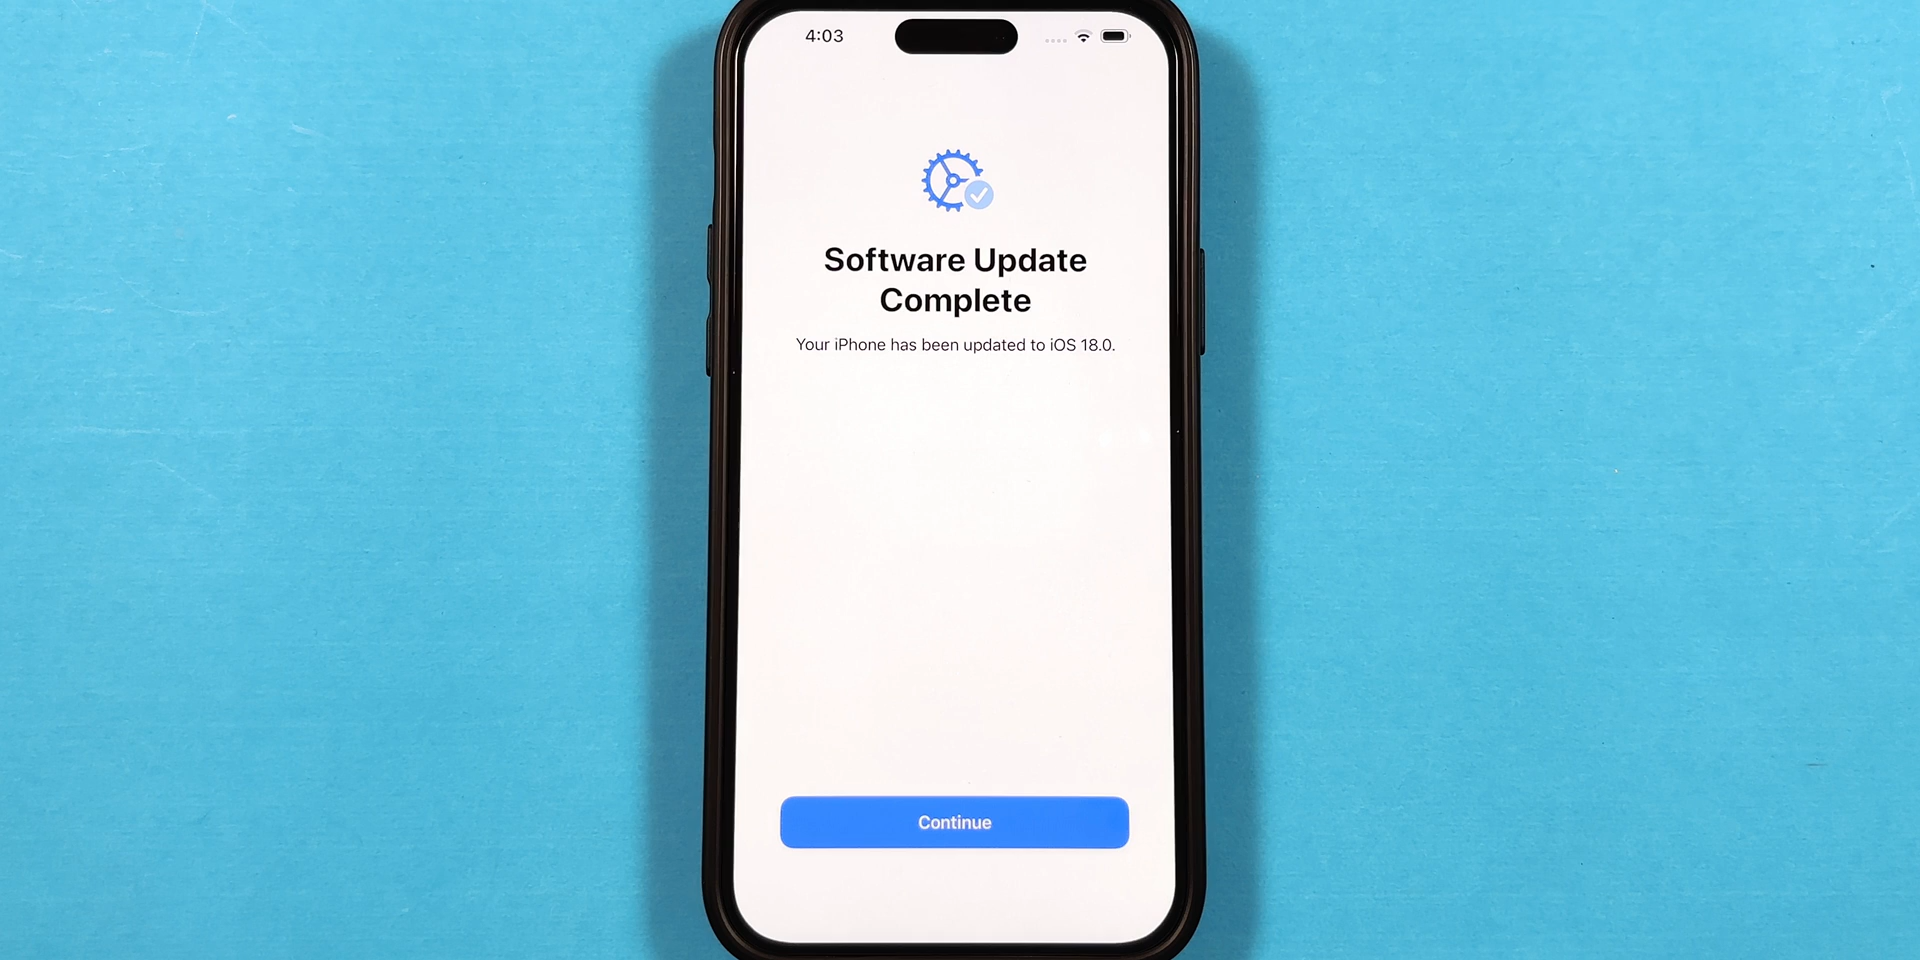 4:03
Software Update
Complete
Your iPhone has been updated to iOS 18.0.
Continue